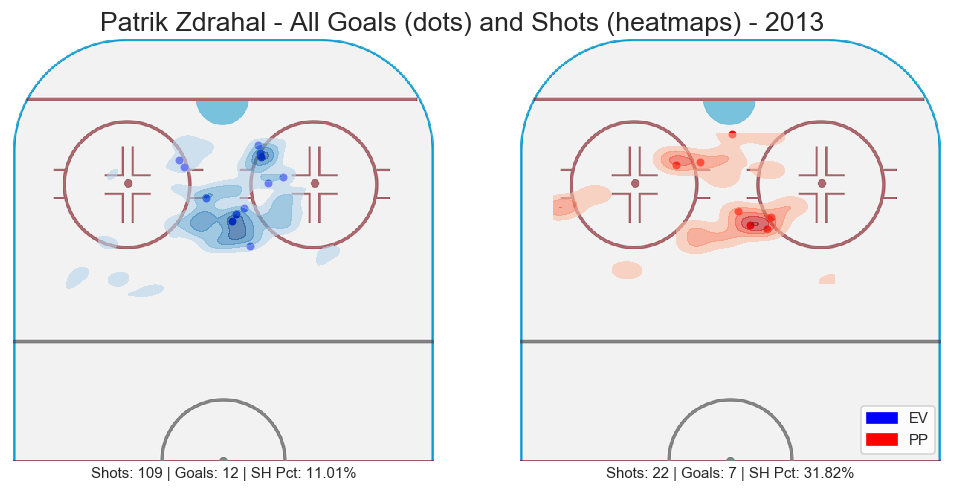 Patrik Zdrahal - All Goals (dots) and Shots (heatmaps) - 2013
EV
PP
Shots: 109 | Goals: 12 | SH Pct: 11.01%
Shots: 22 | Goals: 7 | SH Pct: 31.82%